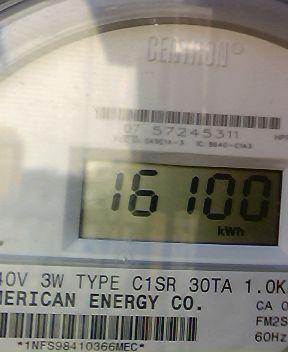 CENTRON®
07 57245311
16100
kWh
40V 3W TYPE C1SR 30TA 1.0K
MERICAN ENERGY CO.
CA 0
FM2S
60Hz
*1NFS98410366MEC*